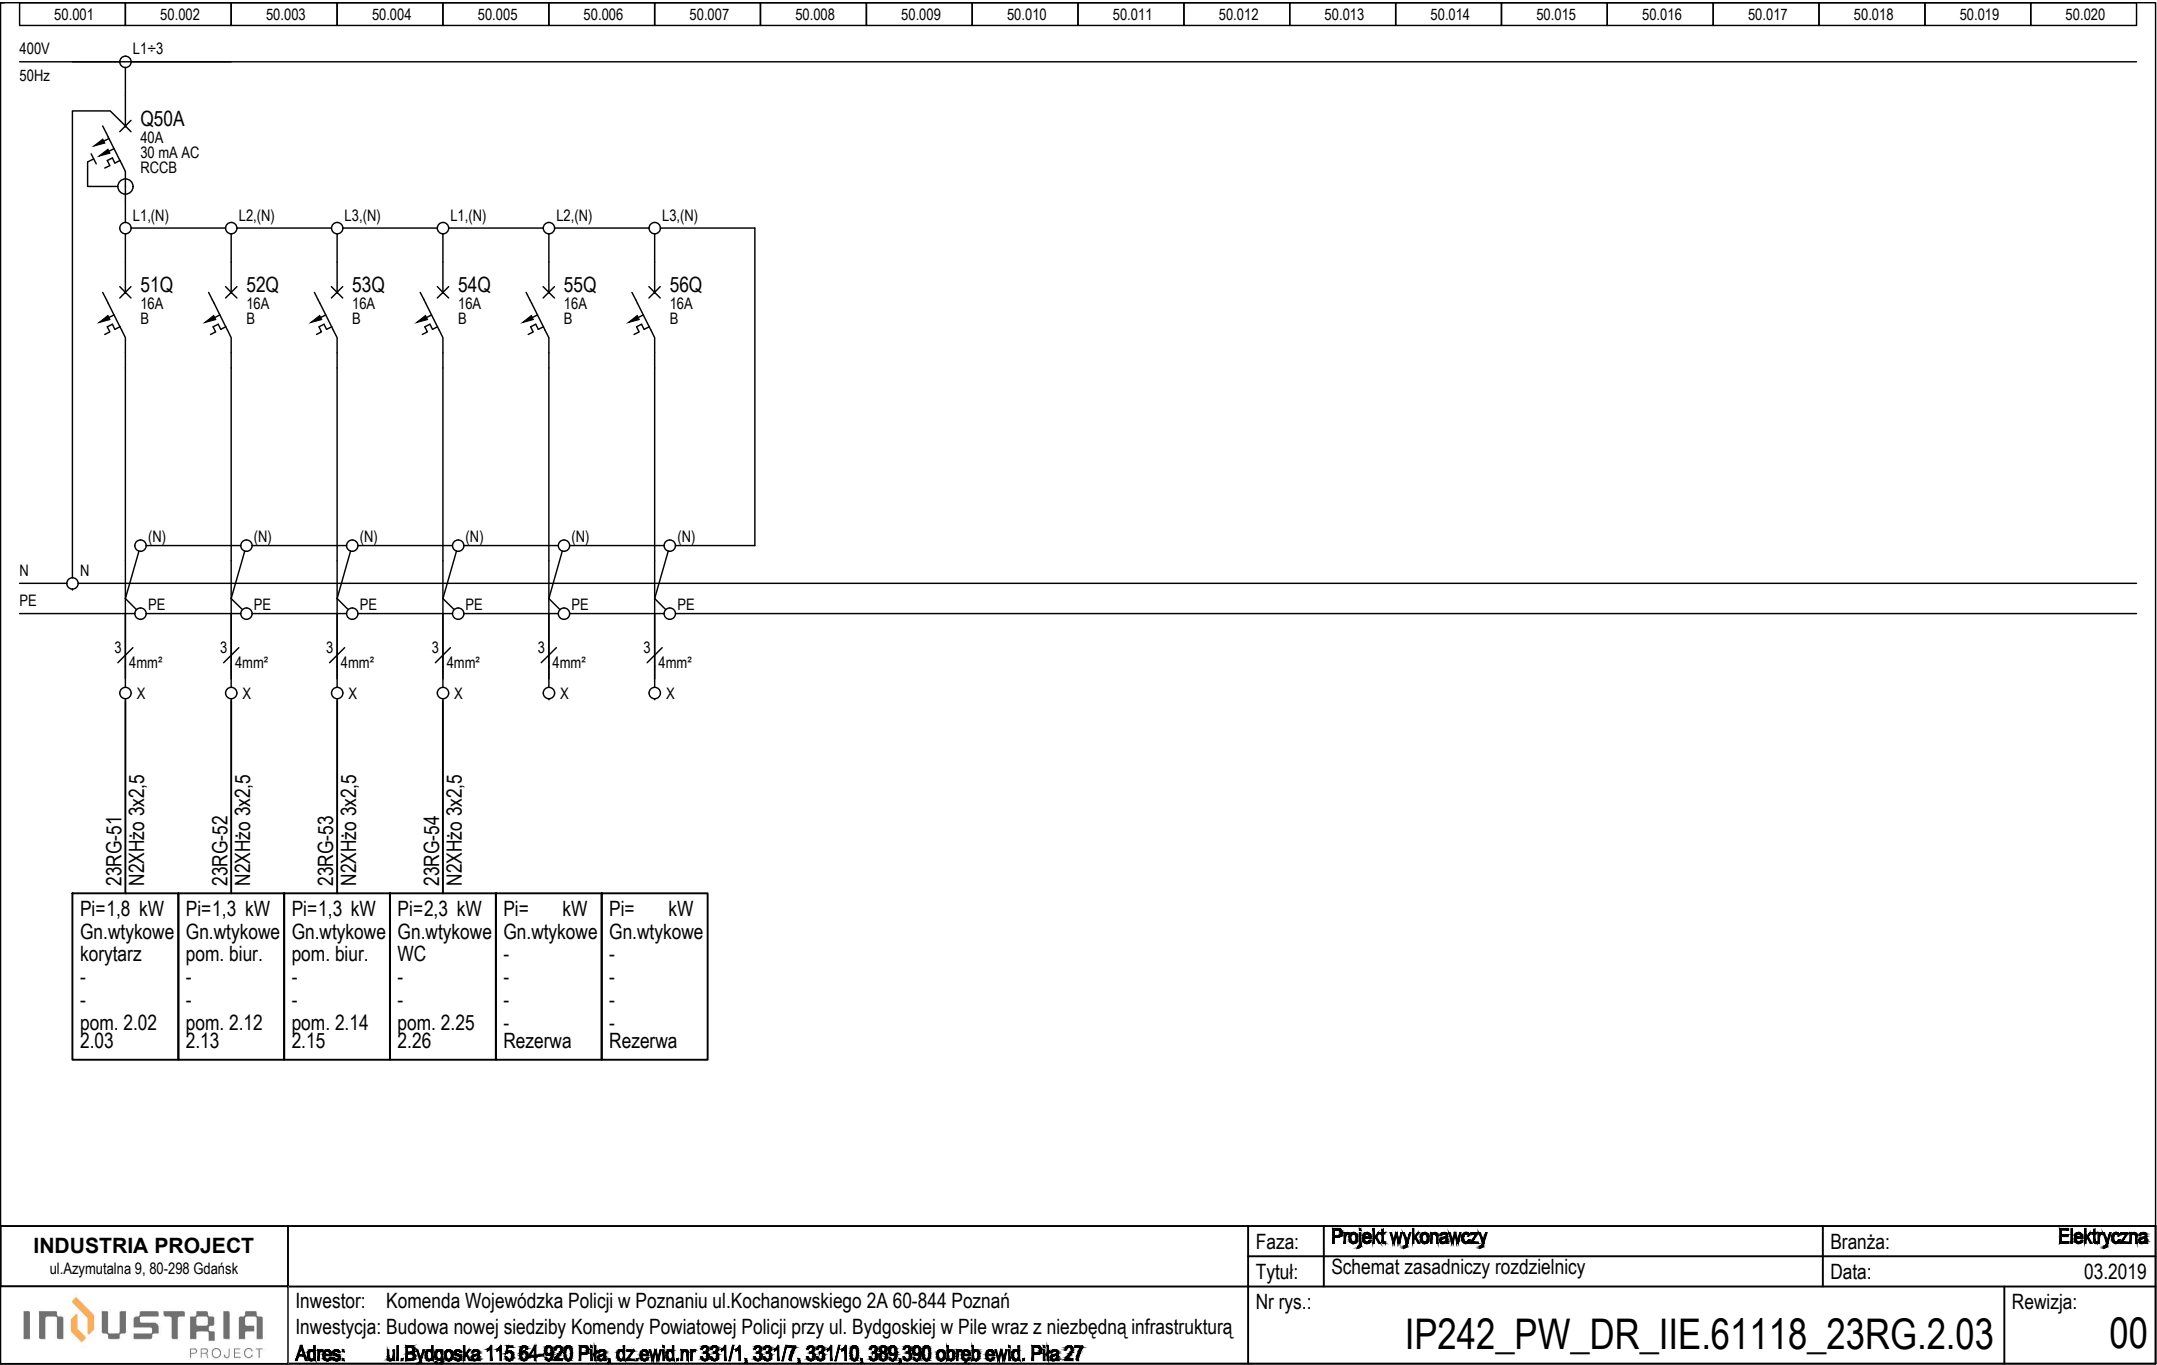 50.001 50.002 50.003 50.004 50.005 50.006 50.007 50.008 50.009 50.010 50.011 50.012 50.013 50.014 50.015 50.016 50.017 50.018 50.019 50.020
400V L1÷3
50Hz
Q50A
40A
30 mA AC
RCCB
L1,(N) L2,(N) L3,(N) L1,(N) L2,(N) L3,(N)
51Q 52Q 53Q 54Q 55Q 56Q
16A 16A 16A 16A 16A 16A
B B B B B B
(N) (N) (N) (N) (N) (N)
N N
PE PE PE PE PE PE PE
3 3 3 3 3 3
4mm² 4mm² 4mm² 4mm² 4mm² 4mm²
X X X X X X
23RG-51
N2XHżo 3x2,5
23RG-52
N2XHżo 3x2,5
23RG-53
N2XHżo 3x2,5
23RG-54
N2XHżo 3x2,5
Pi=1,8 kW
Gn.wtykowe
korytarz
-
-
pom. 2.02
2.03
Pi=1,3 kW
Gn.wtykowe
pom. biur.
-
-
pom. 2.12
2.13
Pi=1,3 kW
Gn.wtykowe
pom. biur.
-
-
pom. 2.14
2.15
Pi=2,3 kW
Gn.wtykowe
WC
-
-
pom. 2.25
2.26
Pi= kW
Gn.wtykowe
-
-
-
-
Rezerwa
Pi= kW
Gn.wtykowe
-
-
-
-
Rezerwa
INDUSTRIA PROJECT
ul.Azymutalna 9, 80-298 Gdańsk
INDUSTRIA
PROJECT
Inwestor: Komenda Wojewódzka Policji w Poznaniu ul.Kochanowskiego 2A 60-844 Poznań
Inwestycja: Budowa nowej siedziby Komendy Powiatowej Policji przy ul. Bydgoskiej w Pile wraz z niezbędną infrastrukturą
Adres: ul.Bydgoska 115 64-920 Piła, dz.ewid.nr 331/1, 331/7, 331/10, 389,390 obręb ewid. Piła 27
Faza: Projekt wykonawczy Branża: Elektryczna
Tytuł: Schemat zasadniczy rozdzielnicy Data: 03.2019
Nr rys.: IP242_PW_DR_IIE.61118_23RG.2.03
Rewizja: 00